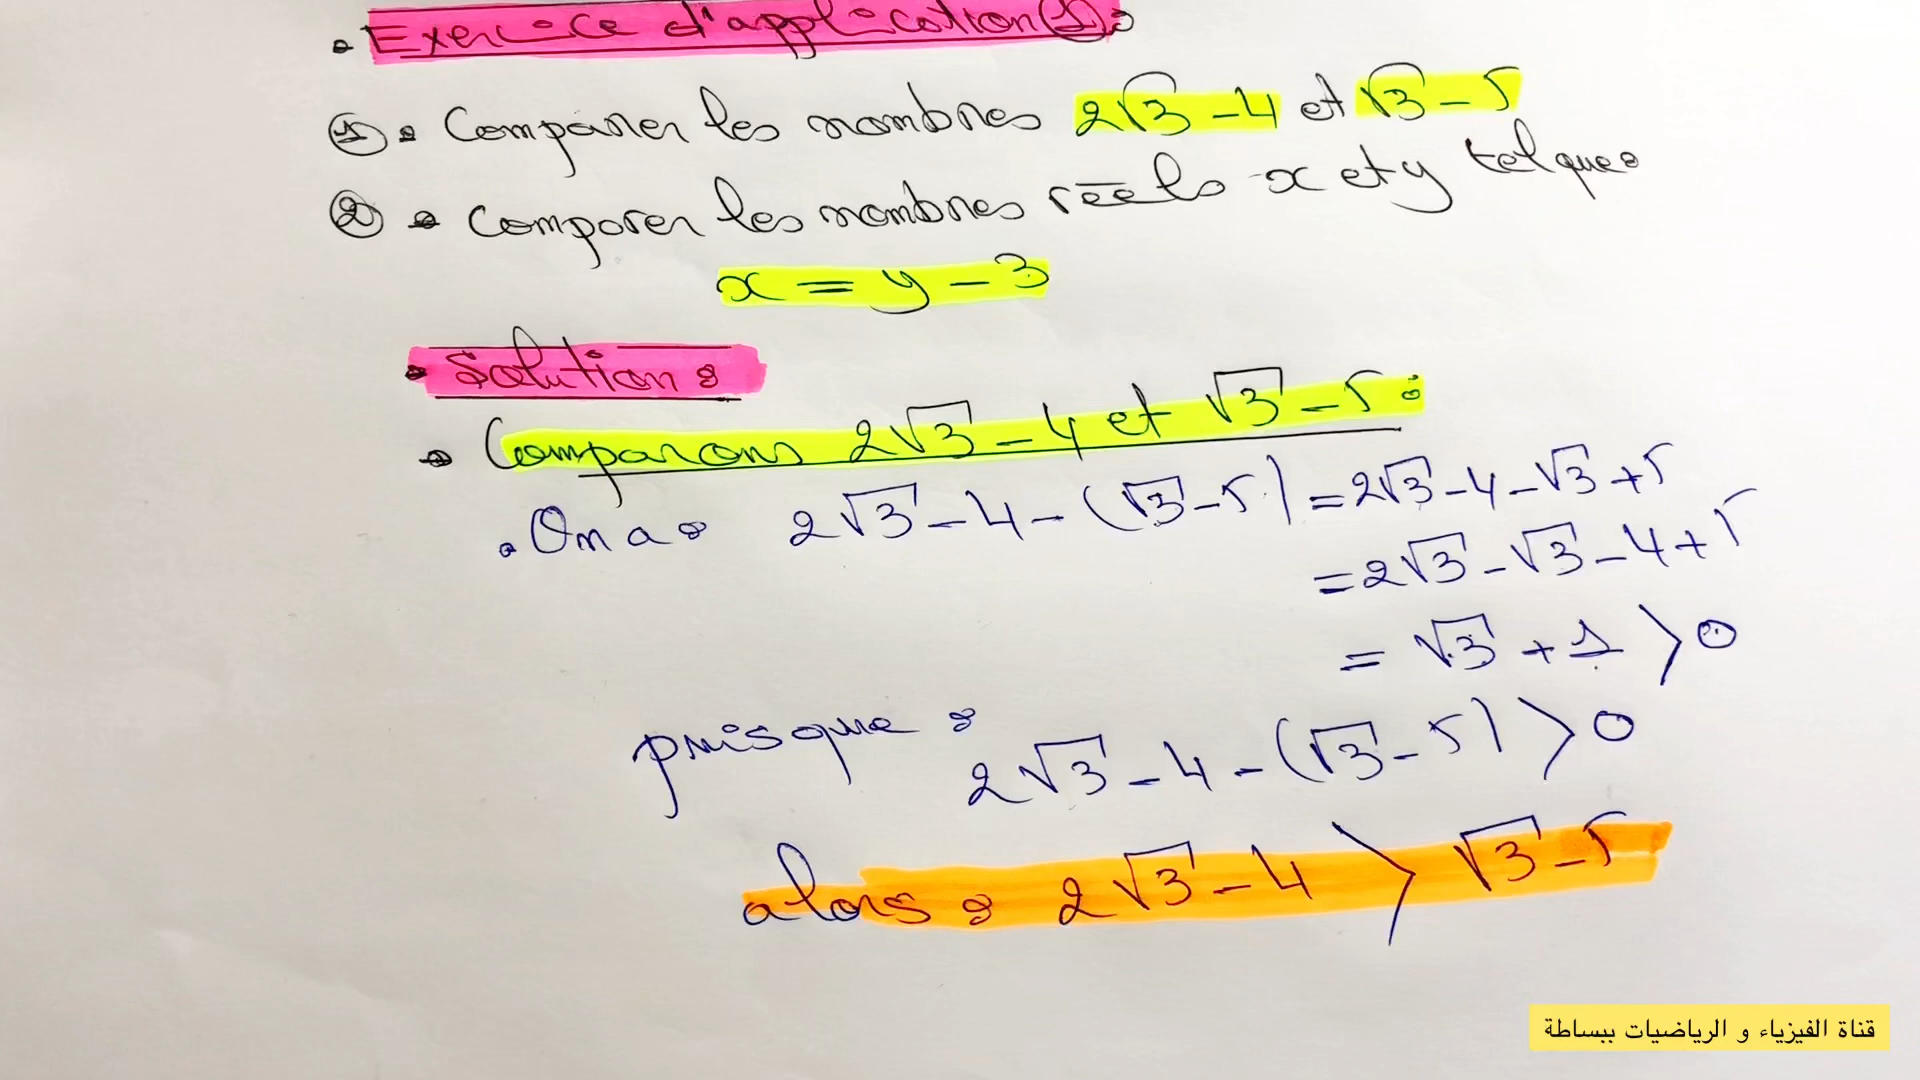 • Exercice d'application(1):
① • Comparer les nombres 2√3 - 4 et √3 - 5
② • Comparer les nombres réels x et y tel que:
x = y - 3
• Solution :
• Comparons 2√3 - 4 et √3 - 5 :
• On a : 2√3 - 4 - (√3 - 5) = 2√3 - 4 - √3 + 5
= 2√3 - √3 - 4 + 5
= √3 + 1 > 0
puisque : 2√3 - 4 - (√3 - 5) > 0
alors : 2√3 - 4 > √3 - 5
قناة الفيزياء و الرياضيات ببساطة